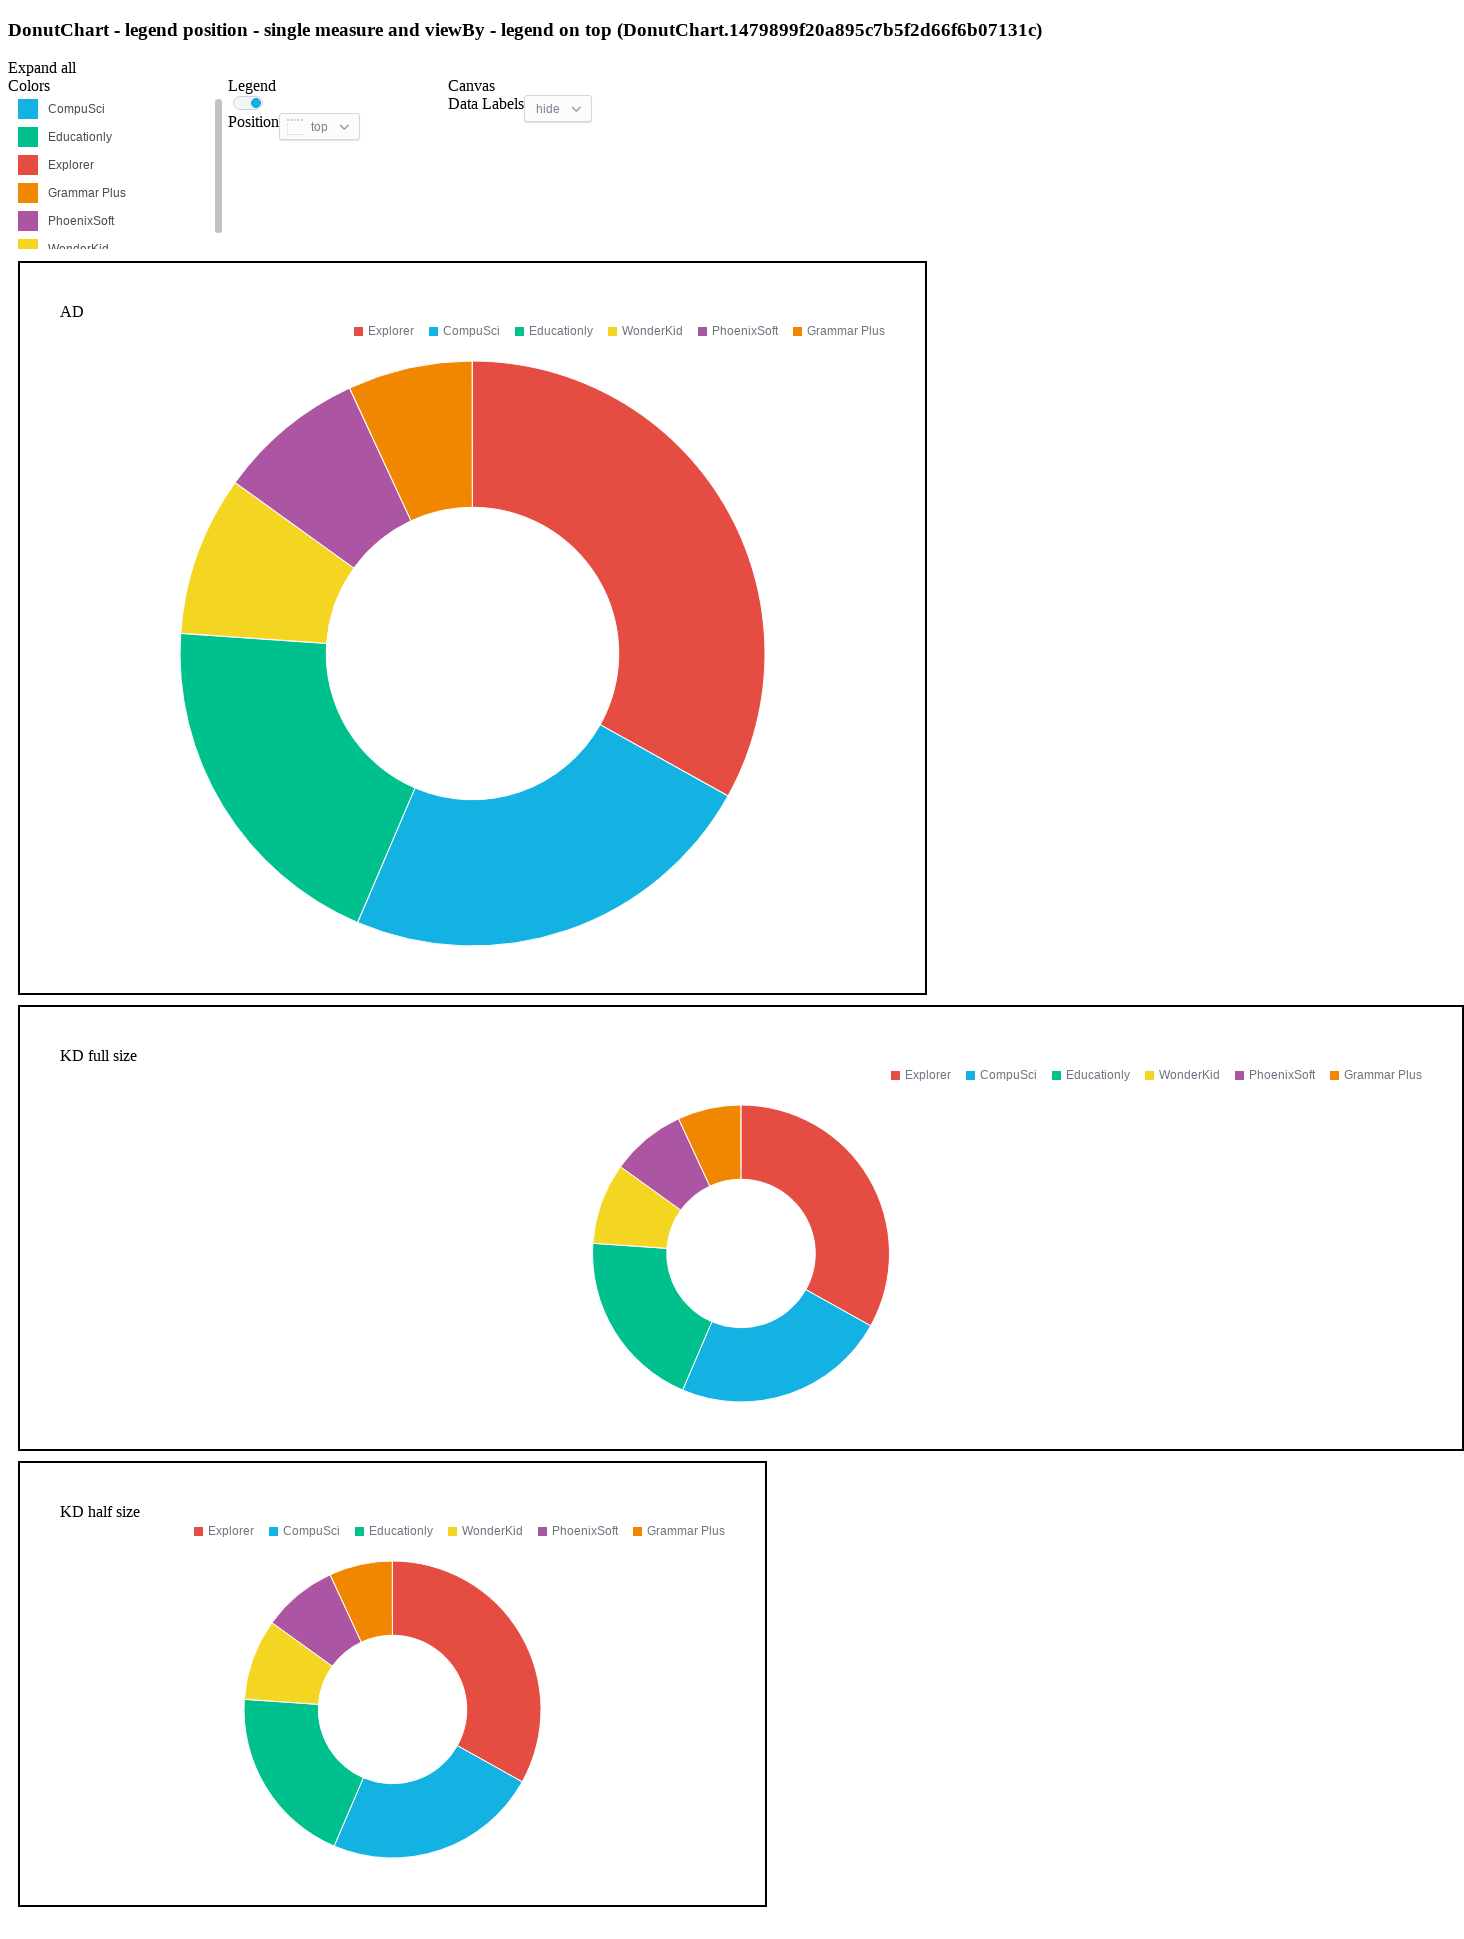 DonutChart - legend position - single measure and viewBy - legend on top (DonutChart.1479899f20a895c7b5f2d66f6b07131c)
Expand all
Colors
CompuSci
Educationly
Explorer
Grammar Plus
PhoenixSoft
WonderKid
Legend
Position top
Canvas
Data Labels hide
AD
Explorer CompuSci Educationly WonderKid PhoenixSoft Grammar Plus
KD full size
Explorer CompuSci Educationly WonderKid PhoenixSoft Grammar Plus
KD half size
Explorer CompuSci Educationly WonderKid PhoenixSoft Grammar Plus